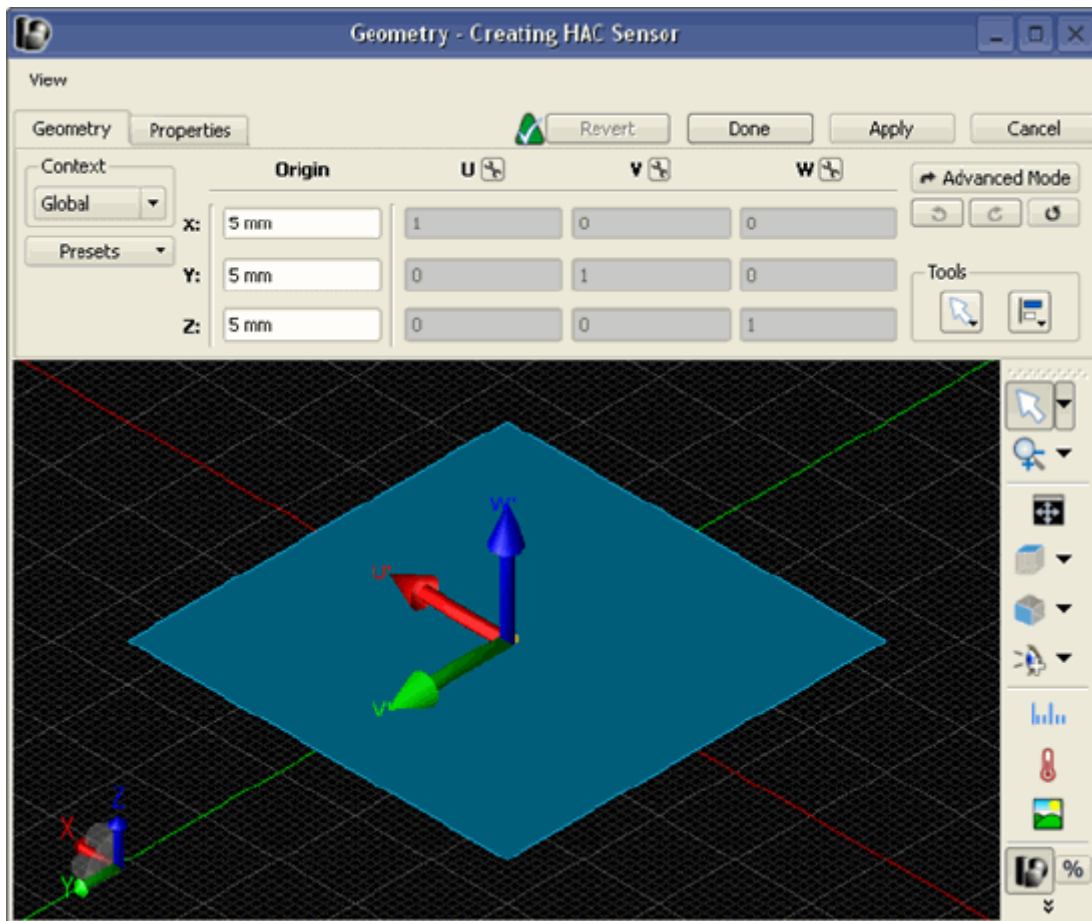 Geometry - Creating HAC Sensor
View
Geometry Properties Revert Done Apply Cancel
Context Origin U V W Advanced Mode
Global
X: 5 mm 1 0 0
Presets
Y: 5 mm 0 1 0
Tools
Z: 5 mm 0 0 1
W'
U'
V'
Z
X
Y
%